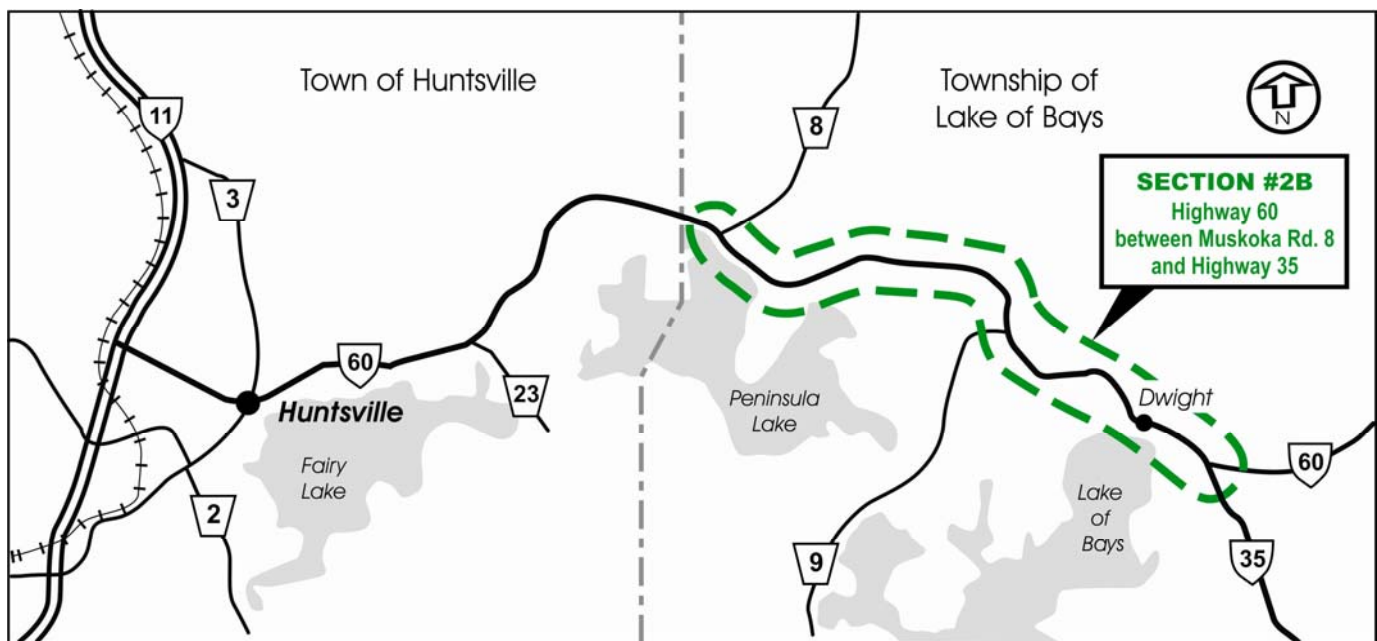 Town of Huntsville
Township of
Lake of Bays
N
11
3
8
SECTION #2B
Highway 60
between Muskoka Rd. 8
and Highway 35
60
23
Huntsville
Fairy
Lake
2
Peninsula
Lake
Dwight
60
Lake
of
Bays
9
35